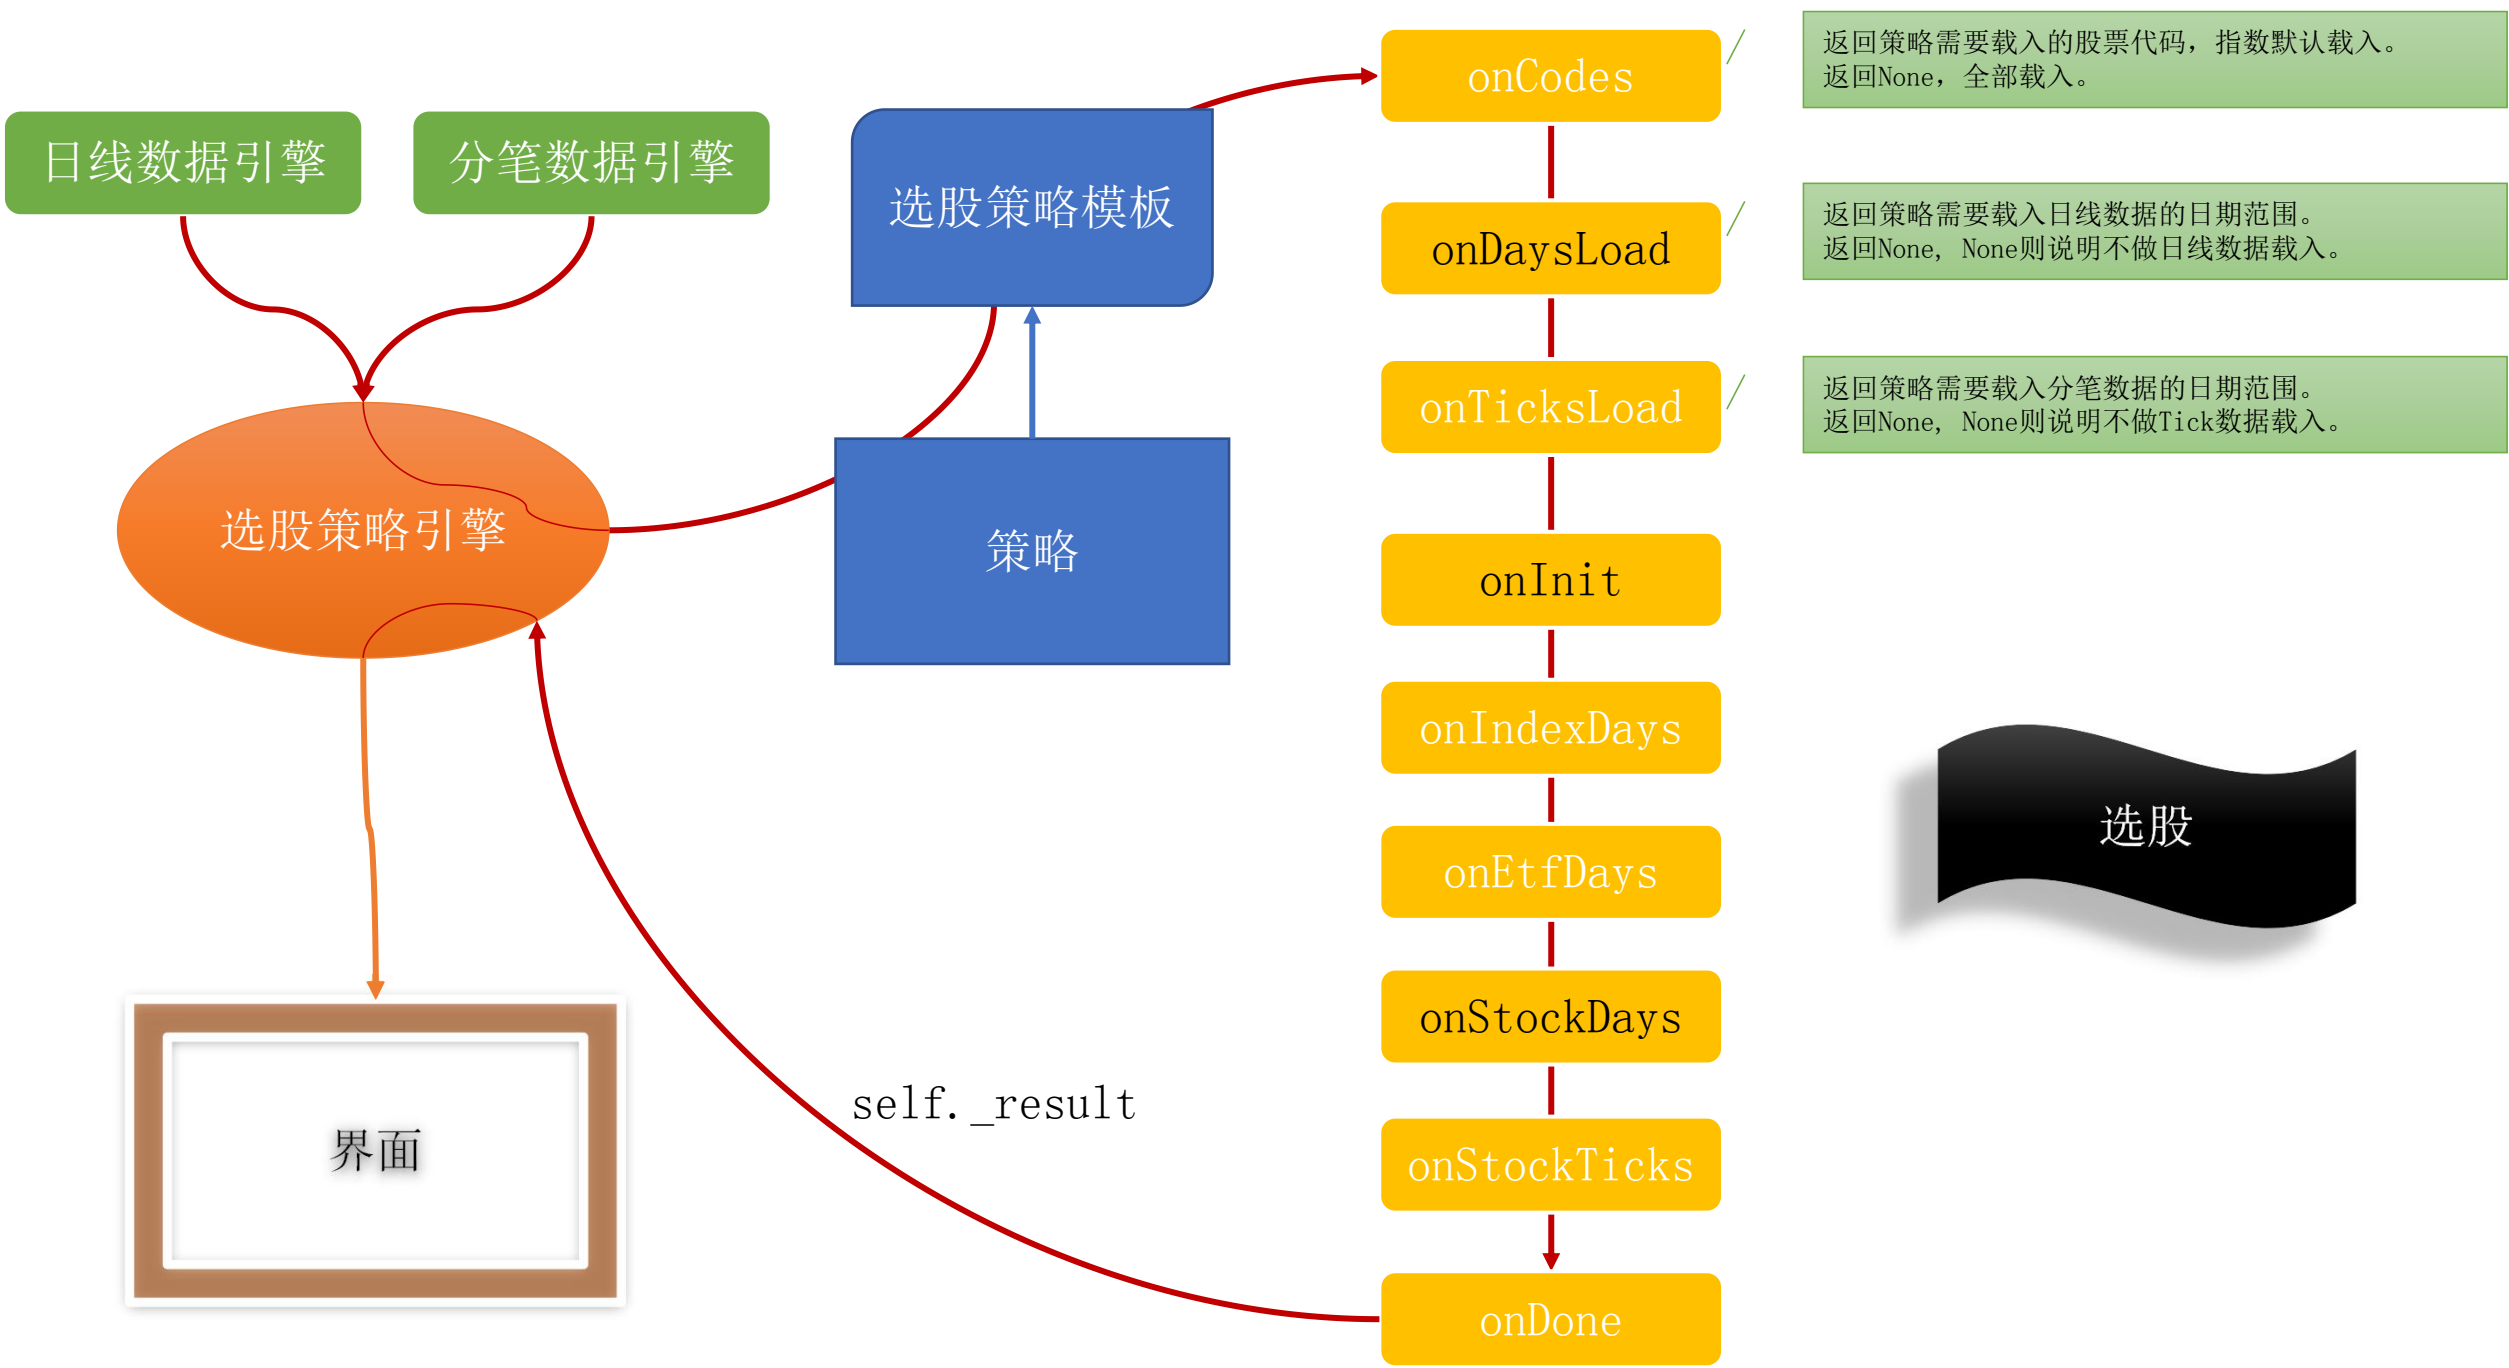 日线数据引擎
分笔数据引擎
选股策略模板
选股策略引擎
策略
界面
self._result
onCodes
onDaysLoad
onTicksLoad
onInit
onIndexDays
onEtfDays
onStockDays
onStockTicks
onDone
返回策略需要载入的股票代码，指数默认载入。
返回None，全部载入。
返回策略需要载入日线数据的日期范围。
返回None, None则说明不做日线数据载入。
返回策略需要载入分笔数据的日期范围。
返回None, None则说明不做Tick数据载入。
选股